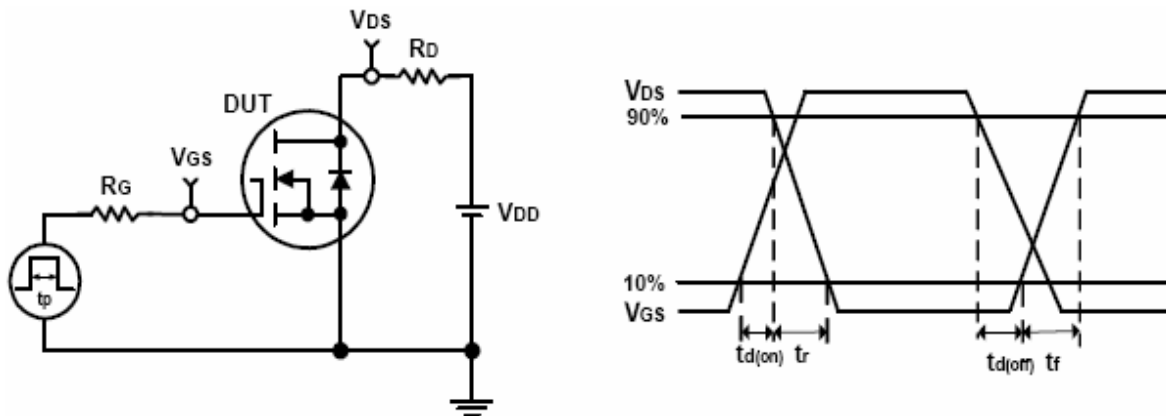 VDS
RD
DUT
VGS
RG
VDD
tp
VDS
90%
10%
VGS
td(on) tr
td(off) tf